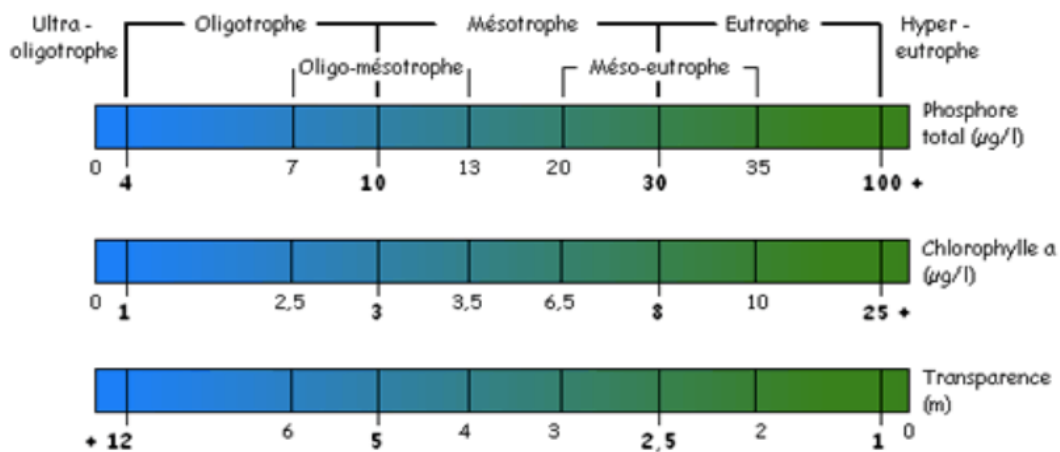 Ultra - oligotrophe
Oligotrophe
Mésotrophe
Eutrophe
Hyper - eutrophe
Oligo-mésotrophe
Méso-eutrophe
Phosphore total (µg/l)
0 4 7 10 13 20 30 35 100 +
Chlorophylle a (µg/l)
0 1 2,5 3 3,5 6,5 8 10 25 +
Transparence (m)
+ 12 6 5 4 3 2,5 2 1 0